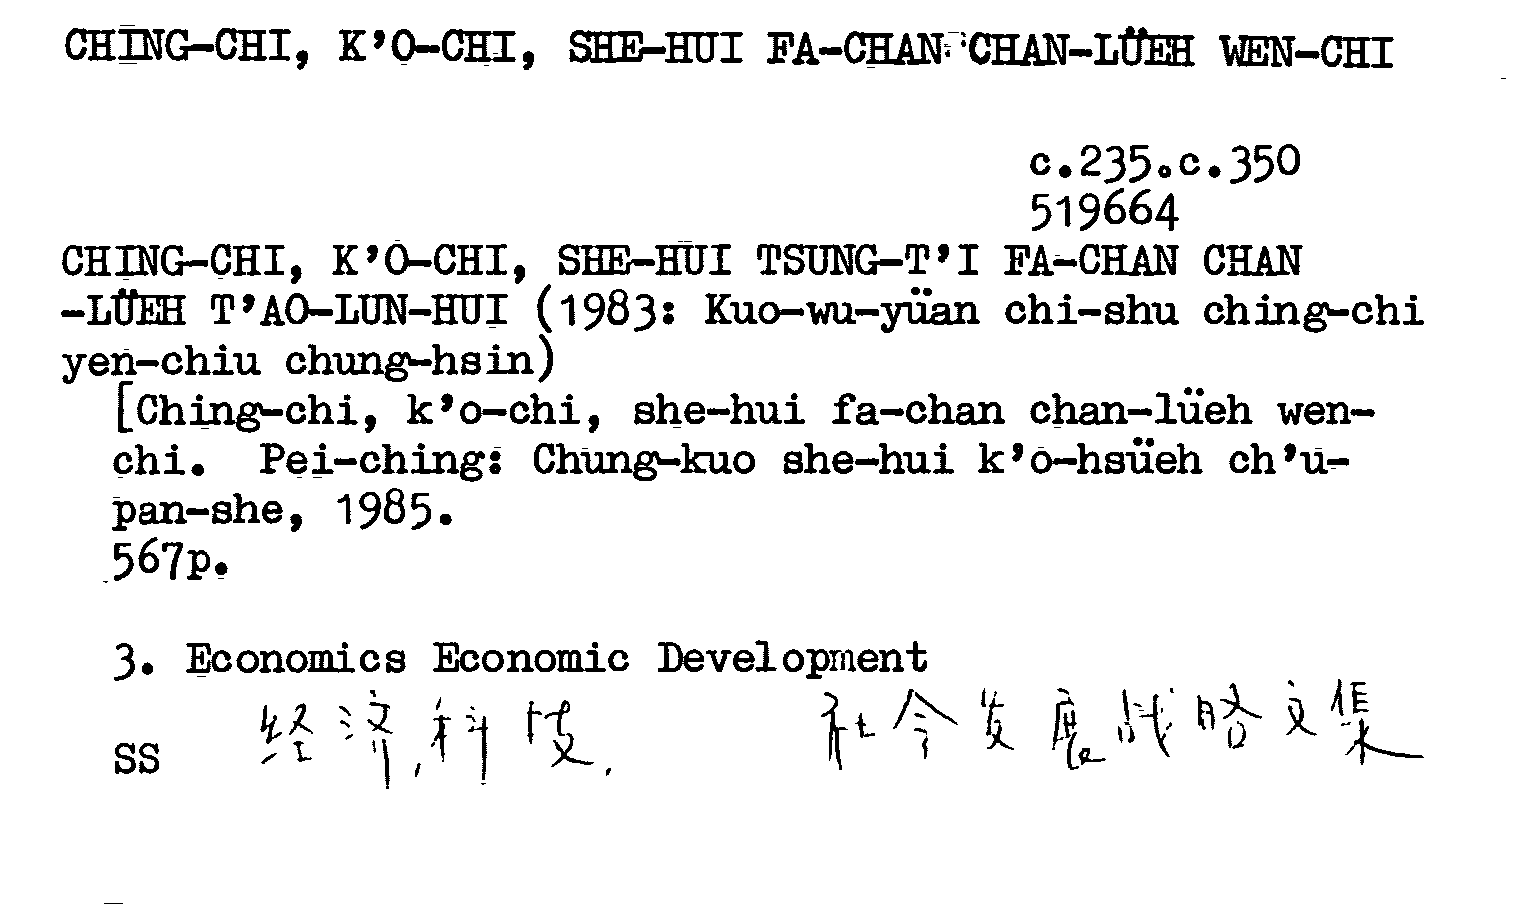 CHING-CHI, K'O-CHI, SHE-HUI FA-CHAN CHAN-LÜEH WEN-CHI
c.235.c.350
519664
CHING-CHI, K'O-CHI, SHE-HUI TSUNG-T'I FA-CHAN CHAN
-LÜEH T'AO-LUN-HUI (1983: Kuo-wu-yüan chi-shu ching-chi
yen-chiu chung-hsin)
[Ching-chi, k'o-chi, she-hui fa-chan chan-lüeh wen-
chi. Pei-ching: Chung-kuo she-hui k'o-hsüeh ch'u-
pan-she, 1985.
567p.
3. Economics Economic Development
SS 经济,科技. 社会发展战略文集